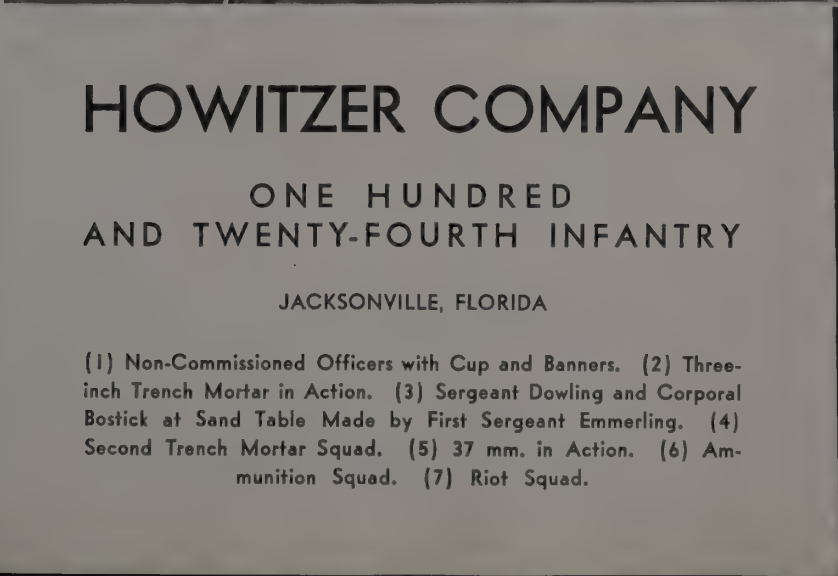 HOWITZER COMPANY
ONE HUNDRED
AND TWENTY-FOURTH INFANTRY
JACKSONVILLE, FLORIDA
(1) Non-Commissioned Officers with Cup and Banners. (2) Three-
inch Trench Mortar in Action. (3) Sergeant Dowling and Corporal
Bostick at Sand Table Made by First Sergeant Emmerling. (4)
Second Trench Mortar Squad. (5) 37 mm. in Action. (6) Am-
munition Squad. (7) Riot Squad.